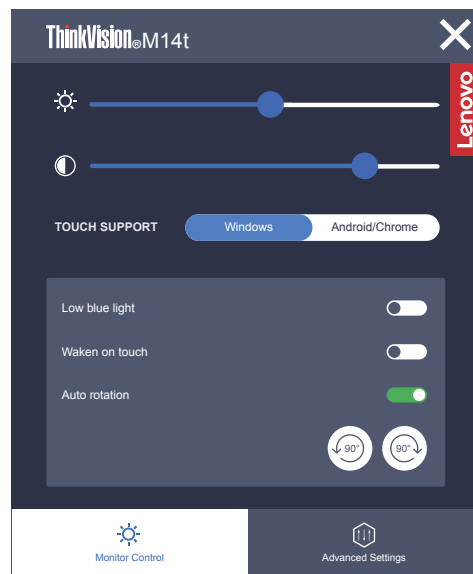 ThinkVision®M14t
Lenovo
TOUCH SUPPORT Windows Android/Chrome
Low blue light
Waken on touch
Auto rotation
90° 90°
Monitor Control Advanced Settings